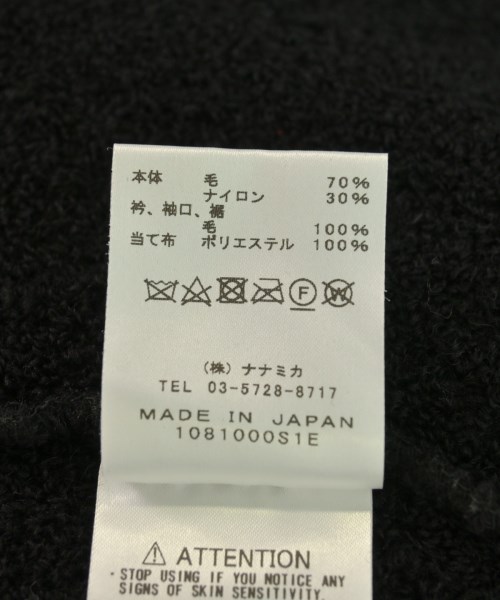 本体 毛 70%
ナイロン 30%
衿、袖口、裾
毛 100%
当て布 ポリエステル 100%
F W
(株) ナナミカ
TEL 03-5728-8717
MADE IN JAPAN
1081000S1E
ATTENTION
・STOP USING IF YOU NOTICE ANY
SIGNS OF SKIN SENSITIVITY.